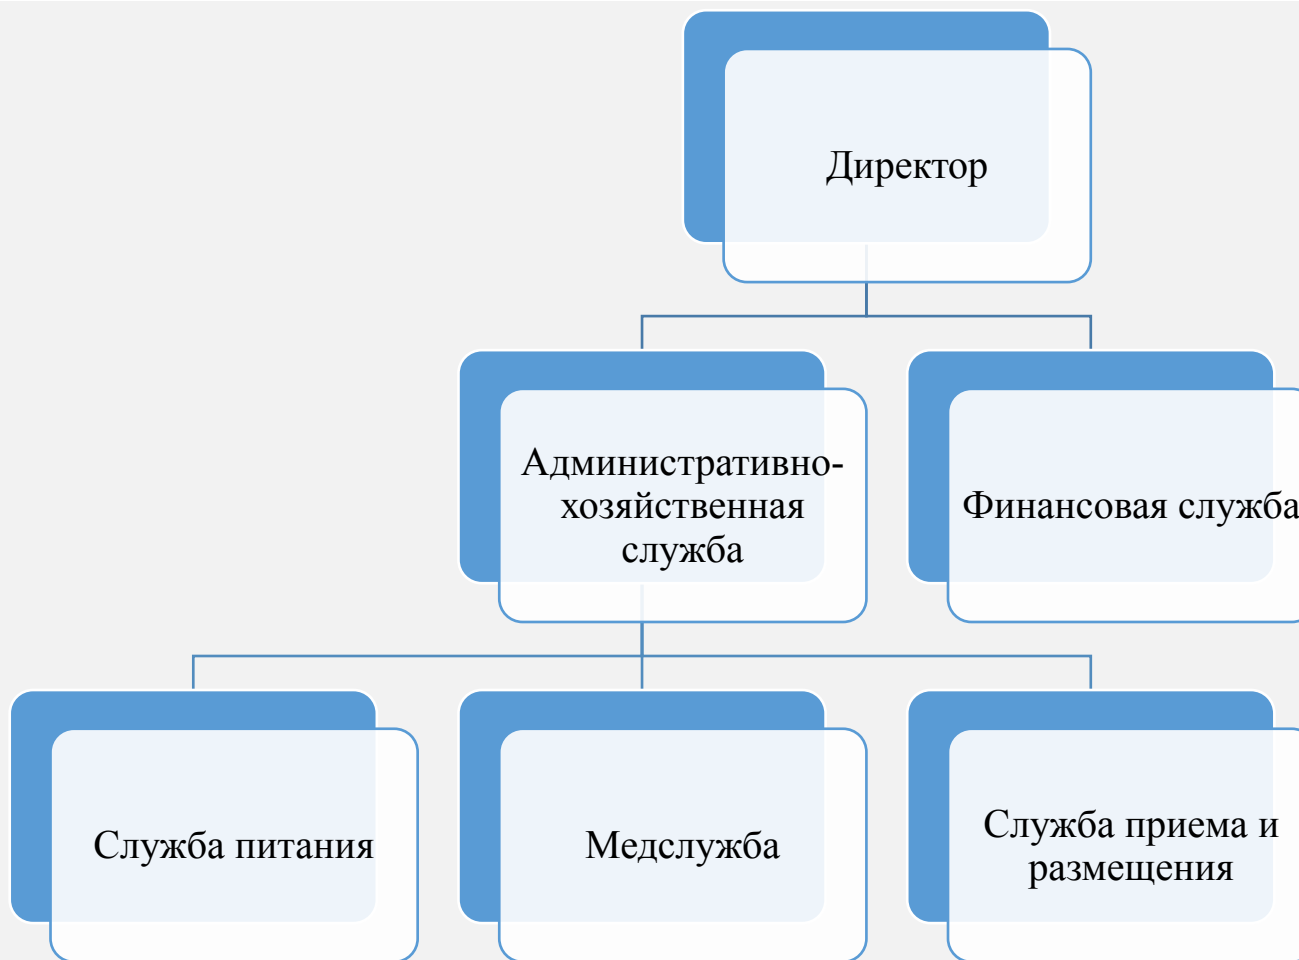 Директор
Административно-
хозяйственная
служба
Финансовая служба
Служба питания
Медслужба
Служба приема и
размещения